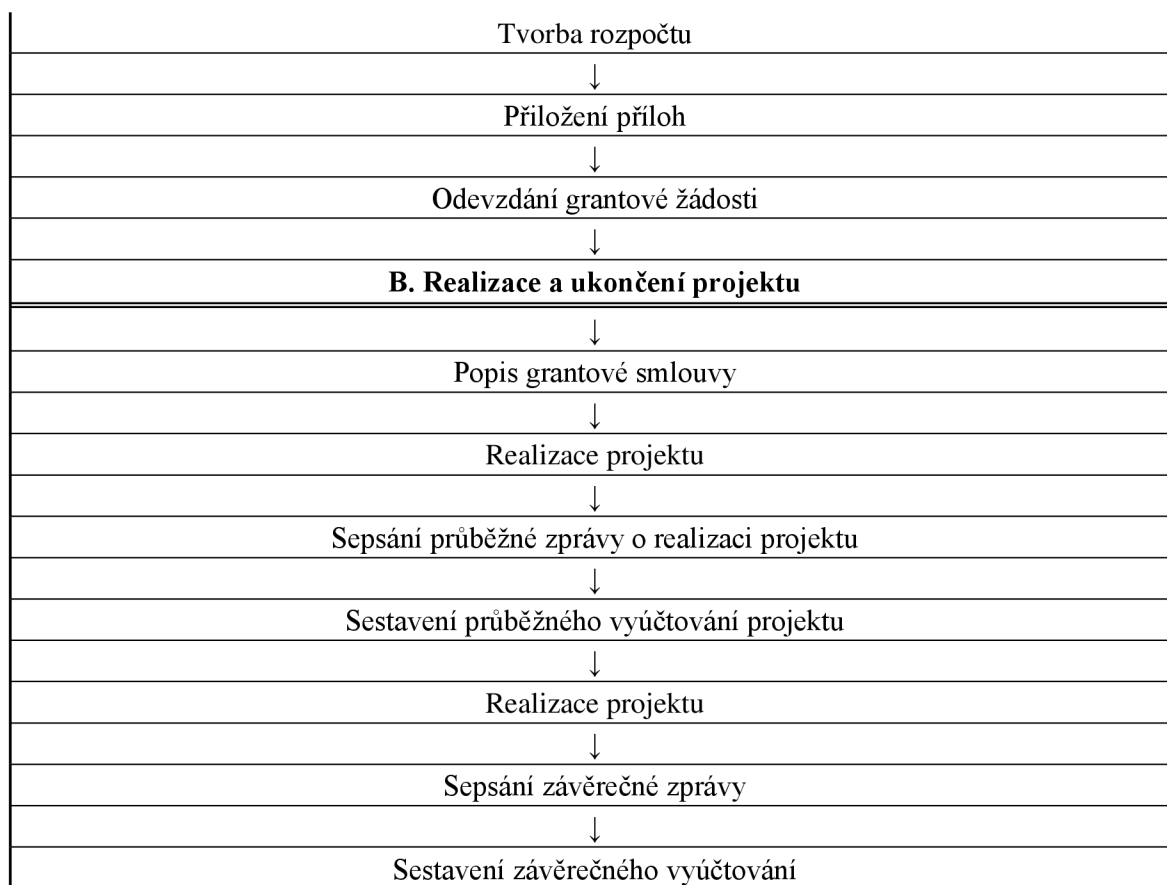 Tvorba rozpočtu
↓
Přiložení příloh
↓
Odevzdání grantové žádosti
↓
B. Realizace a ukončení projektu
↓
Popis grantové smlouvy
↓
Realizace projektu
↓
Sepsání průběžné zprávy o realizaci projektu
↓
Sestavení průběžného vyúčtování projektu
↓
Realizace projektu
↓
Sepsání závěrečné zprávy
↓
Sestavení závěrečného vyúčtování